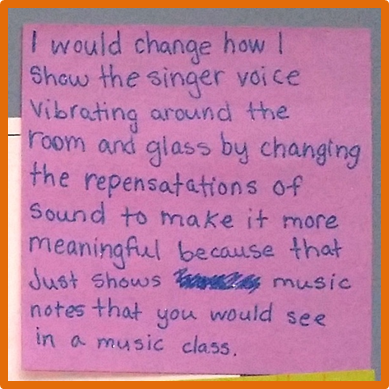 I would change how I
Show the singer voice
Vibrating around the
room and glass by changing
the repensatations of
Sound to make it more
meaningful because that
Just shows music
notes that you would see
in a music class.